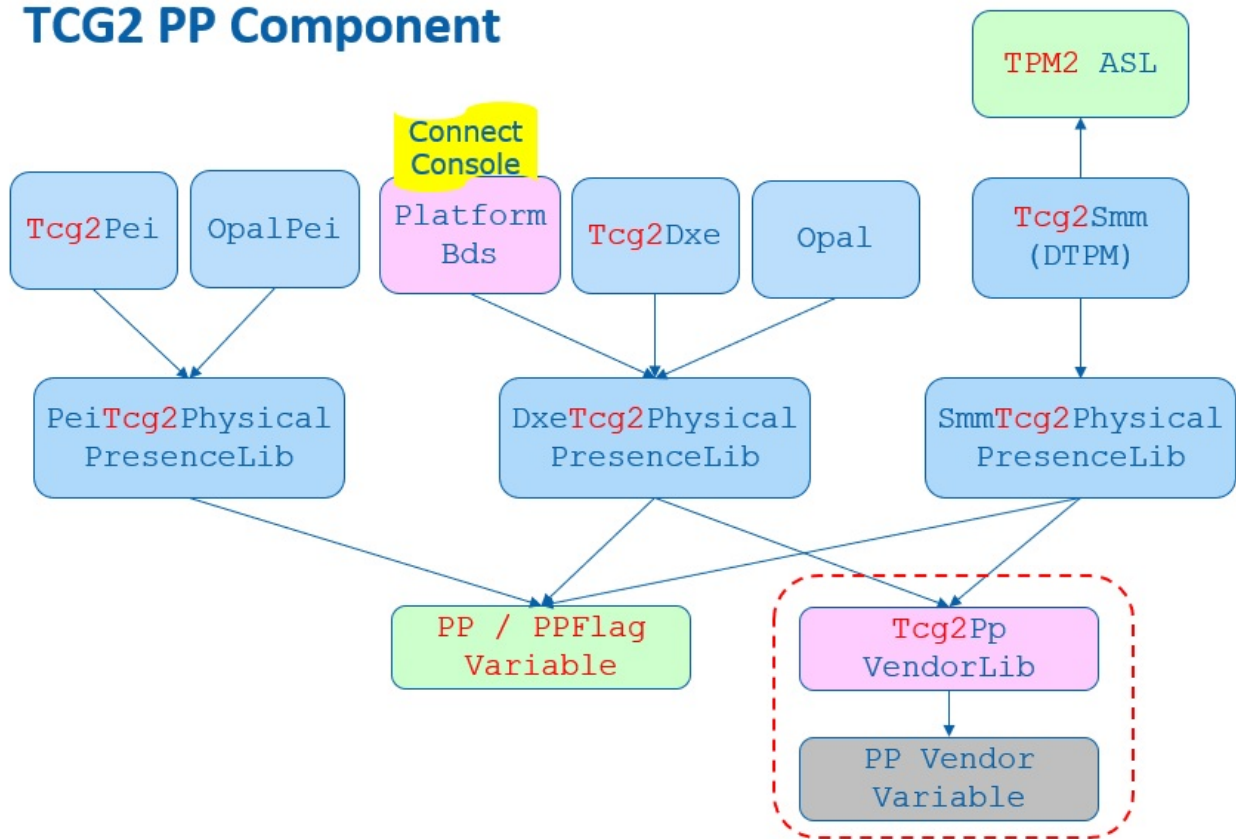 TCG2 PP Component
TPM2 ASL
Connect
Console
Tcg2Pei
OpalPei
Platform
Bds
Tcg2Dxe
Opal
Tcg2Smm
(DTPM)
PeiTcg2Physical
PresenceLib
DxeTcg2Physical
PresenceLib
SmmTcg2Physical
PresenceLib
PP / PPFlag
Variable
Tcg2Pp
VendorLib
PP Vendor
Variable